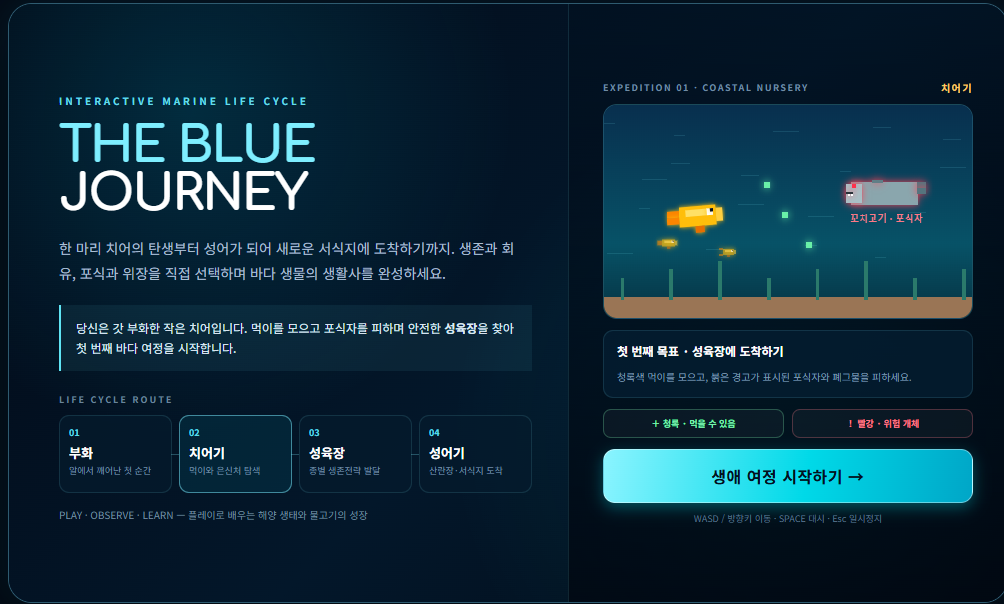 INTERACTIVE MARINE LIFE CYCLE
THE BLUE
JOURNEY
한 마리 치어의 탄생부터 성어가 되어 새로운 서식지에 도착하기까지. 생존과 회
유, 포식과 위장을 직접 선택하며 바다 생물의 생활사를 완성하세요.
당신은 갓 부화한 작은 치어입니다. 먹이를 모으고 포식자를 피하며 안전한 성육장을 찾아
첫 번째 바다 여정을 시작합니다.
LIFE CYCLE ROUTE
01
부화
알에서 깨어난 첫 순간
02
치어기
먹이와 은신처 탐색
03
성육장
종별 생존전략 발달
04
성어기
산란장·서식지 도착
PLAY · OBSERVE · LEARN — 플레이로 배우는 해양 생태와 물고기의 성장
EXPEDITION 01 · COASTAL NURSERY
치어기
꼬치고기 · 포식자
첫 번째 목표 · 성육장에 도착하기
청록색 먹이를 모으고, 붉은 경고가 표시된 포식자와 폐그물을 피하세요.
+ 청록 · 먹을 수 있음
! 빨강 · 위험 개체
생애 여정 시작하기 →
WASD / 방향키 이동 · SPACE 대시 · Esc 일시정지